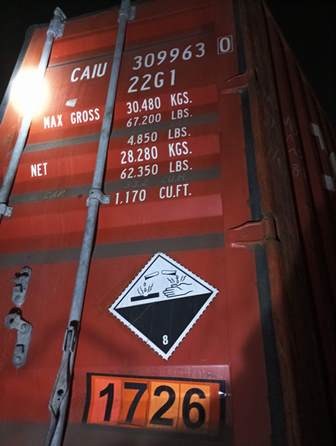 CAIU 309963 0
22G1
MAX GROSS 30.480 KGS.
67.200 LBS.
4.850 LBS.
NET 28.280 KGS.
62.350 LBS.
1.170 CU.FT.
8
1726